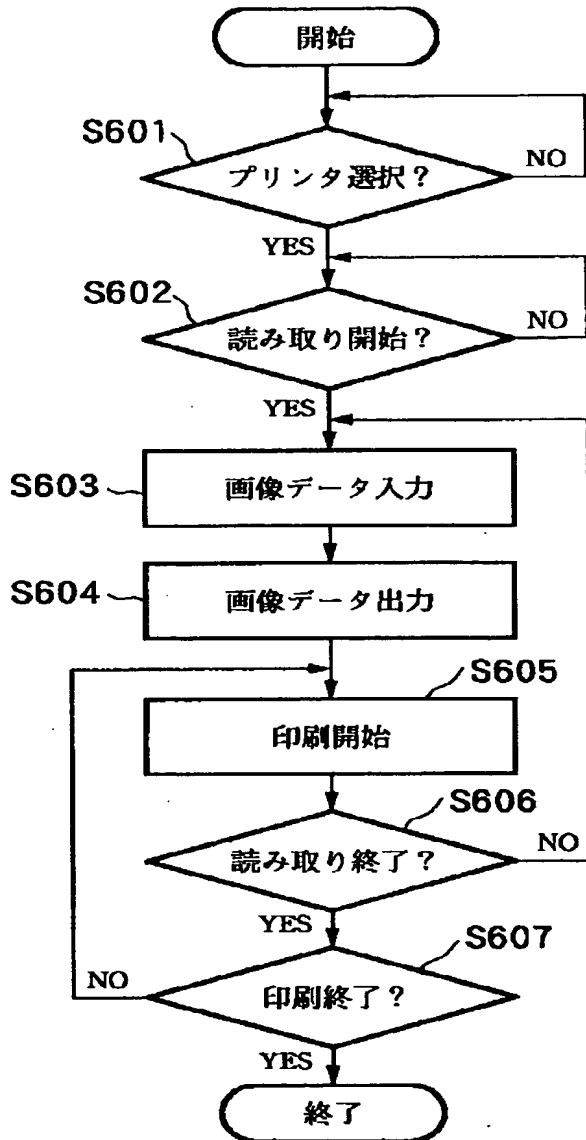 開始
S601
プリンタ選択?
NO
YES
S602
読み取り開始?
NO
YES
S603
画像データ入力
S604
画像データ出力
S605
印刷開始
S606
読み取り終了?
NO
YES
S607
NO
印刷終了?
YES
終了